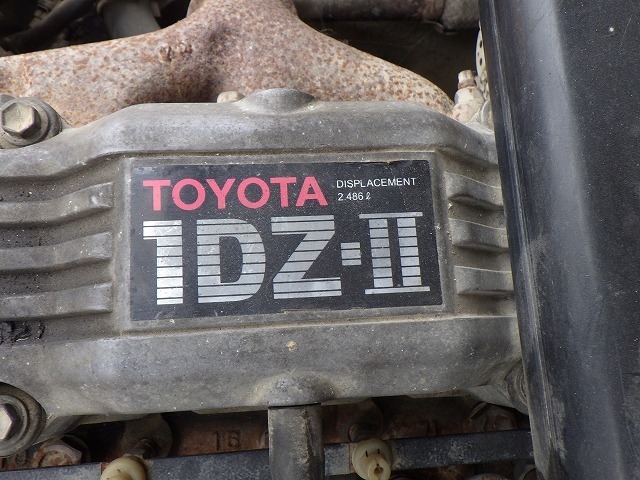 TOYOTA
DISPLACEMENT
2.486 ℓ
1DZ-II